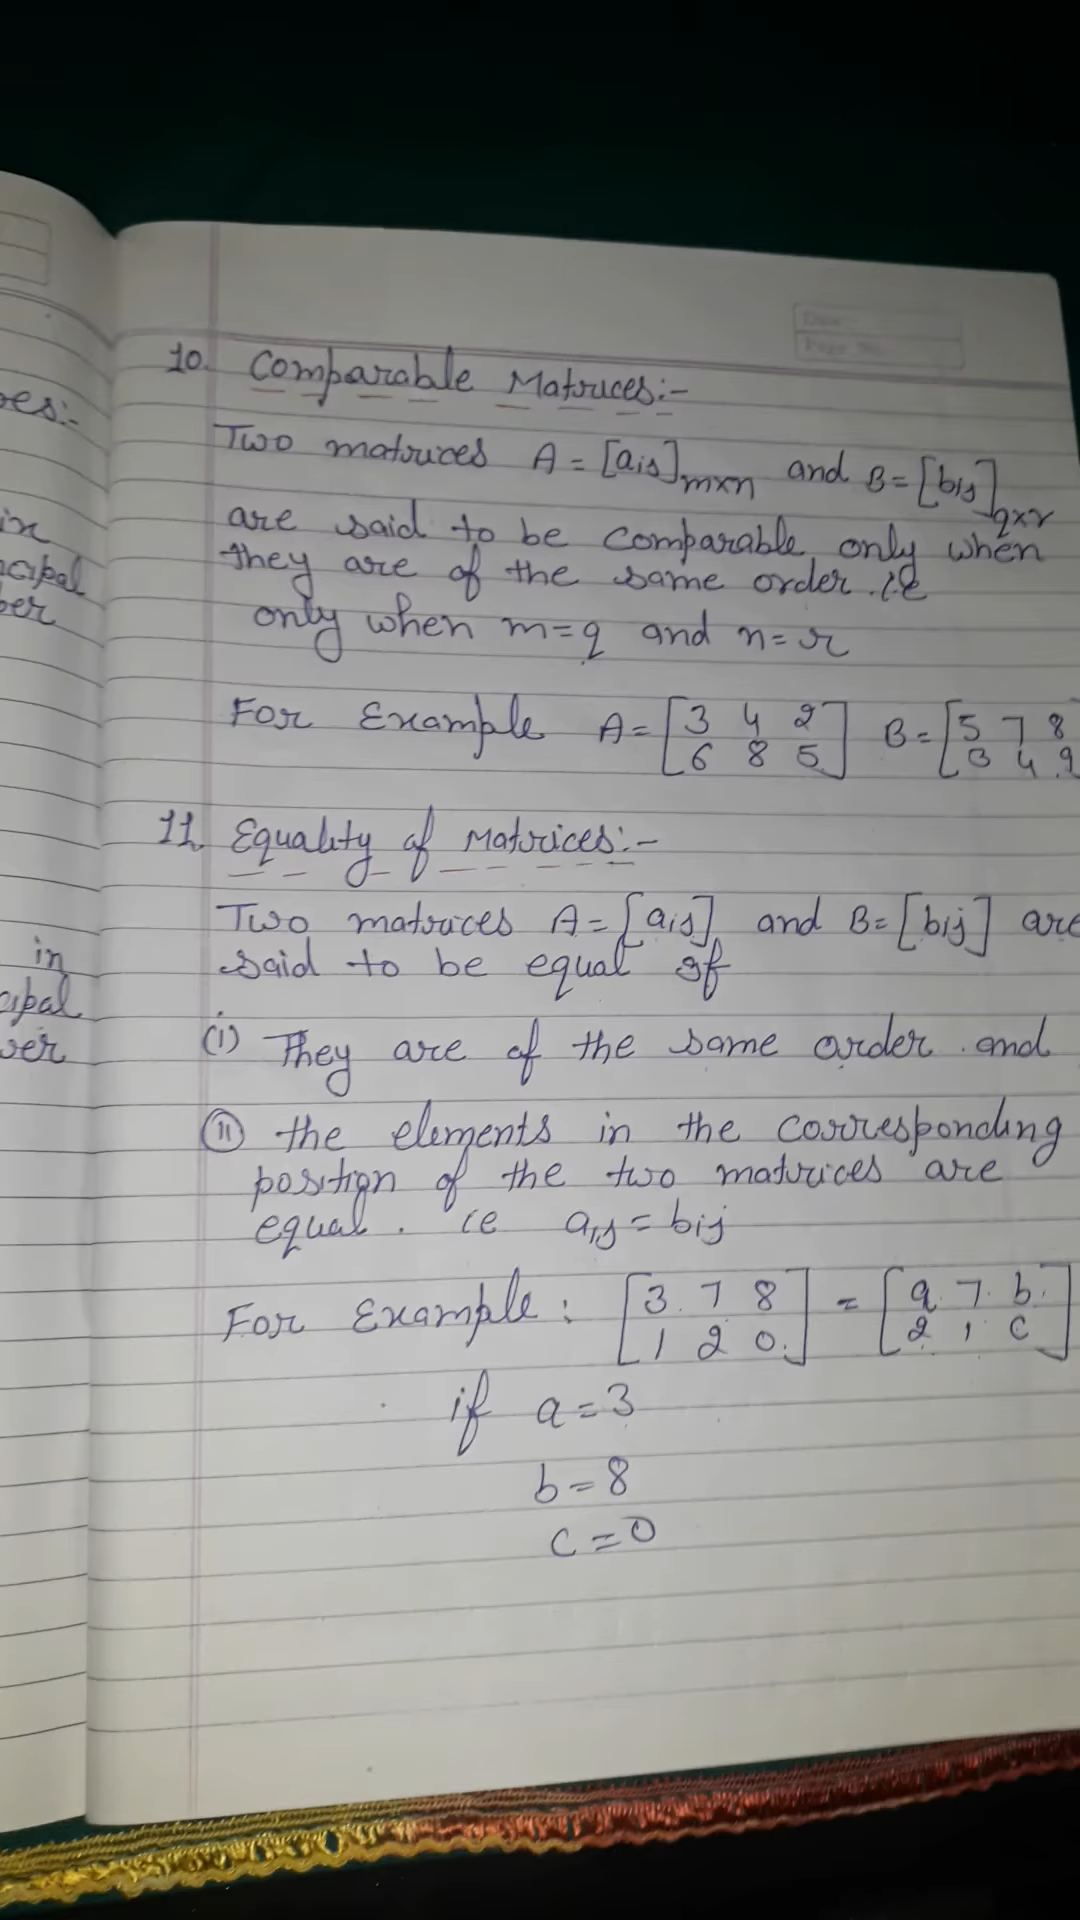 10. Comparable Matrices:-
Two matrices A = [aij]m×n and B = [bij]q×r
are said to be comparable only when
they are of the same order. ie
only when m=q and n=r
For Example A = [3 4 2 B = [5 7 8
6 8 5] 3 4 9
11. Equality of Matrices:-
Two matrices A = [aij] and B = [bij] are
said to be equal if
(i) They are of the same order and
(ii) the elements in the corresponding
position of the two matrices are
equal. ie aij = bij
For Example: [3 7 8 = [a 7 b
1 2 0] 2 1 c]
if a = 3
b = 8
c = 0
in
in